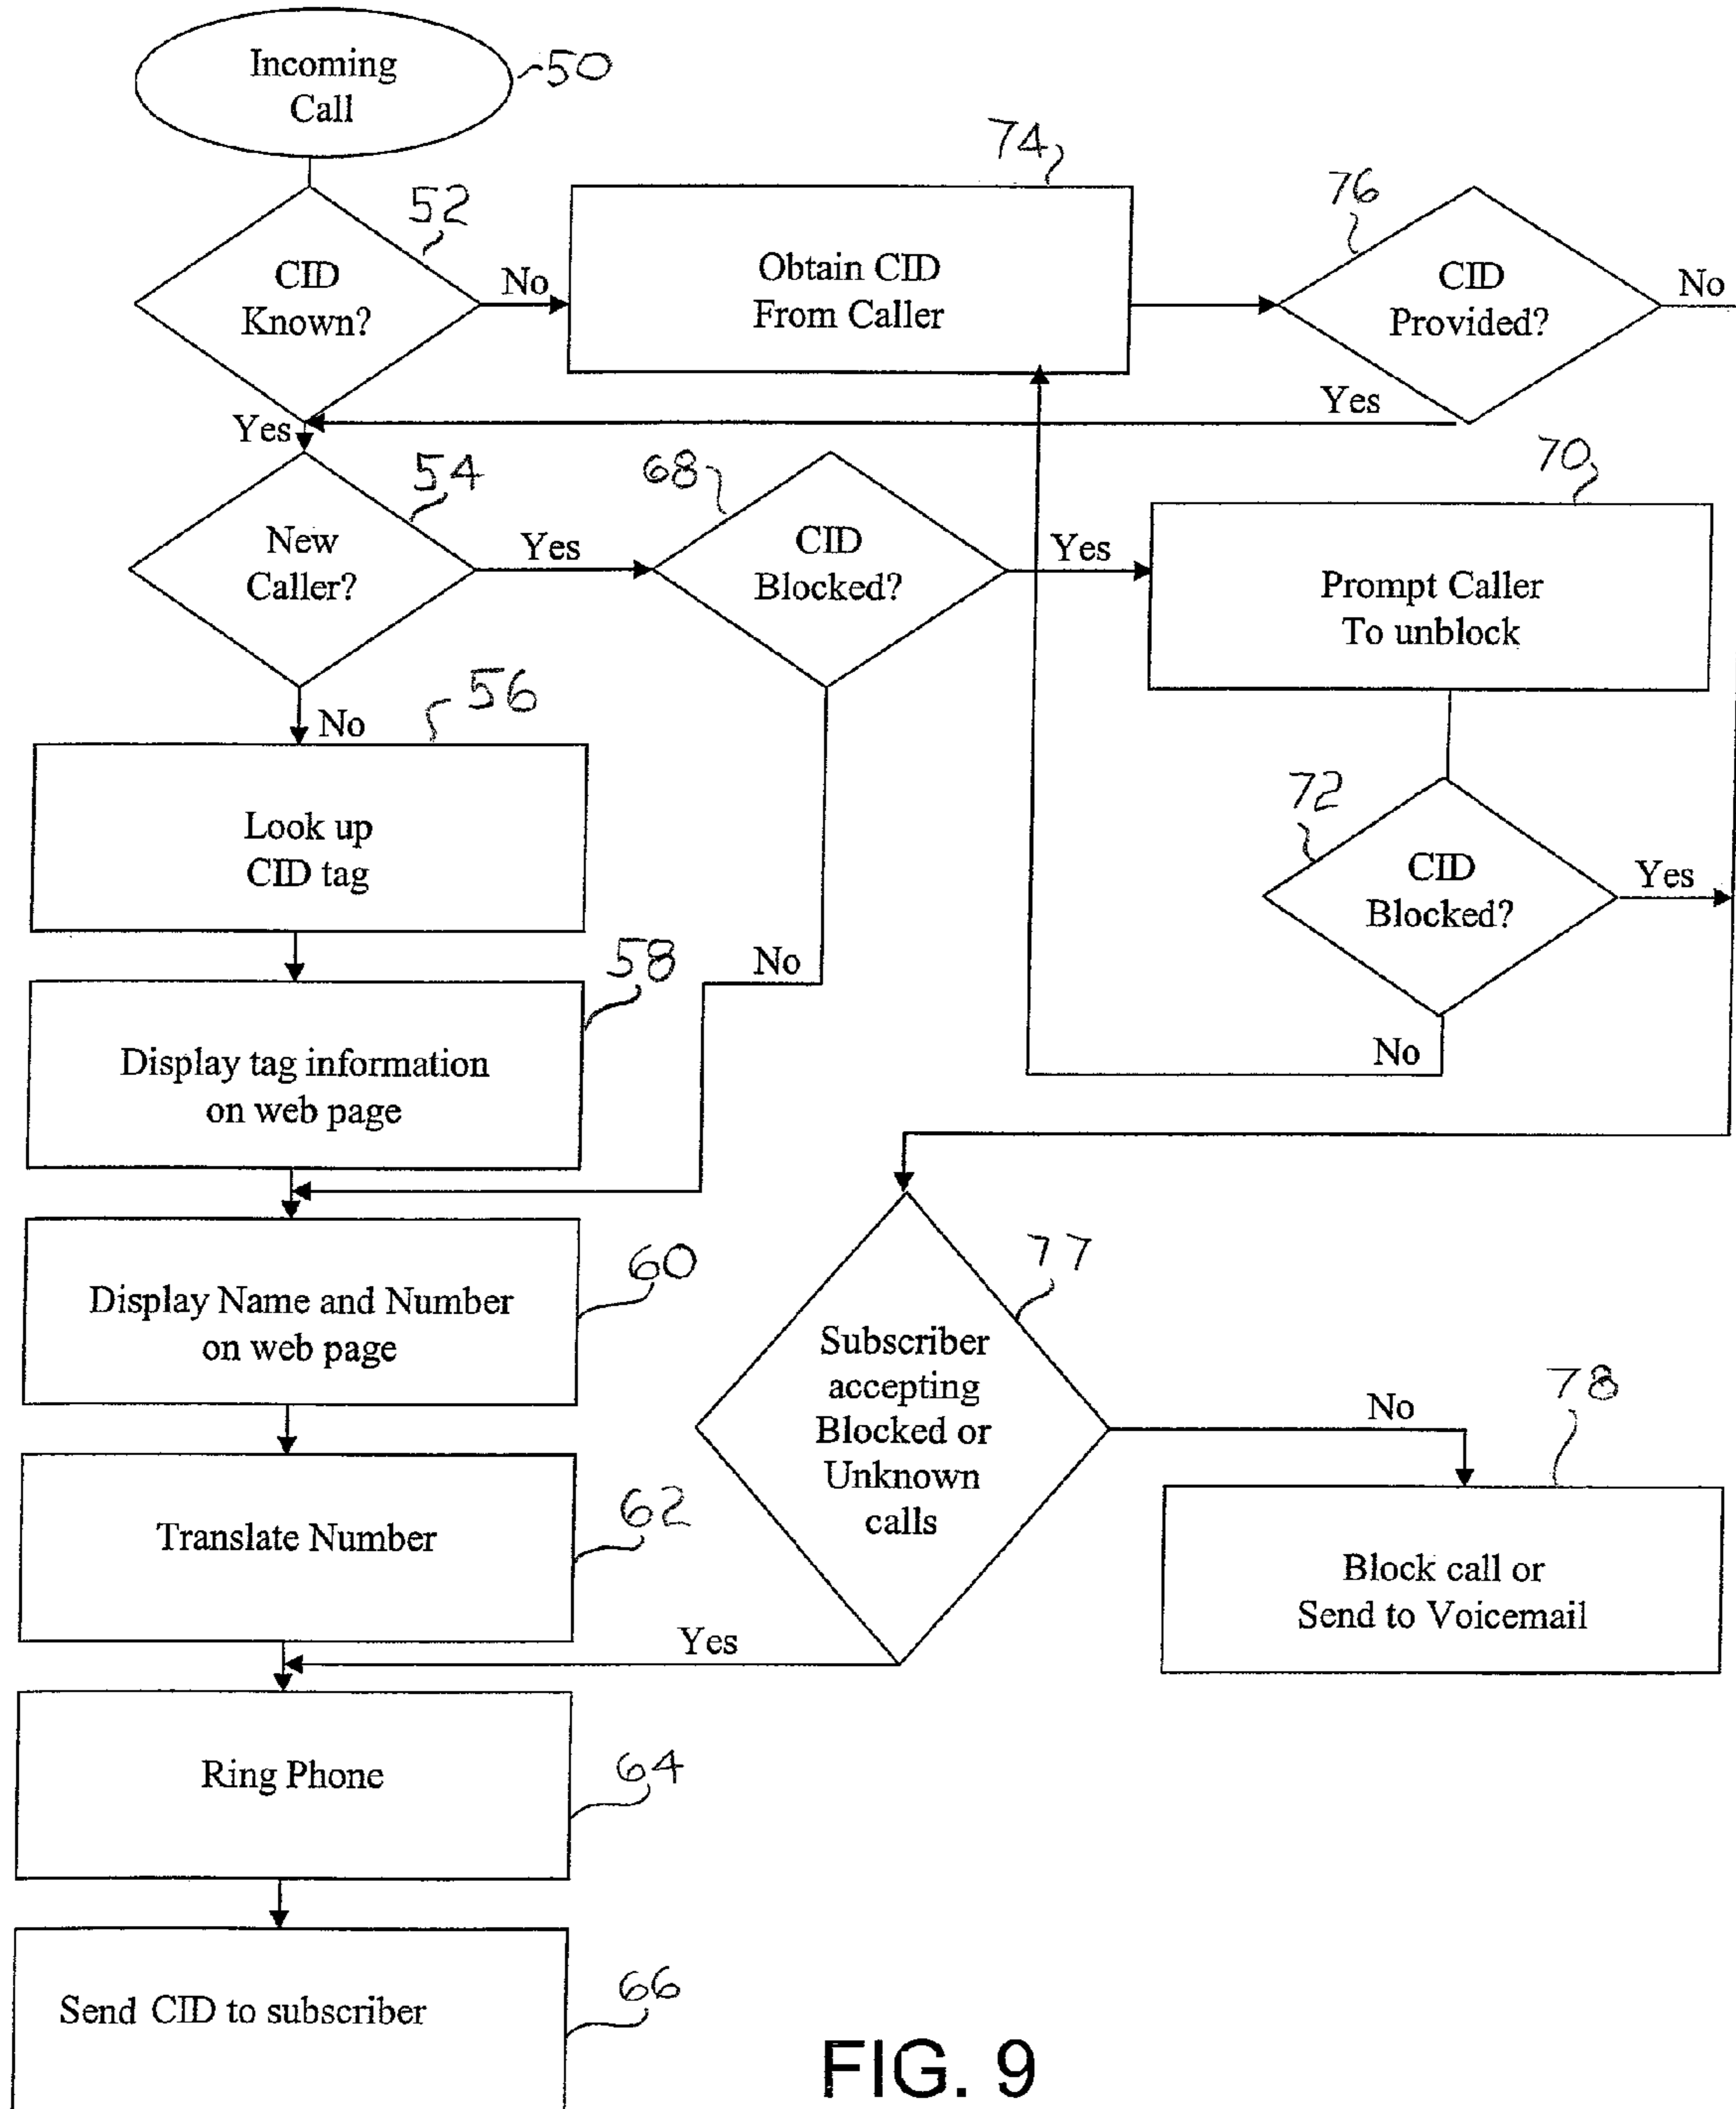 Incoming
Call
50
52
CID
Known?
No
74
Obtain CID
From Caller
76
CID
Provided?
No
Yes
Yes
54
New
Caller?
Yes
68
CID
Blocked?
Yes
70
Prompt Caller
To unblock
No
56
Look up
CID tag
72
CID
Blocked?
Yes
No
No
58
Display tag information
on web page
60
Display Name and Number
on web page
77
Subscriber
accepting
Blocked or
Unknown
calls
No
78
Block call or
Send to Voicemail
62
Translate Number
Yes
64
Ring Phone
66
Send CID to subscriber
FIG. 9